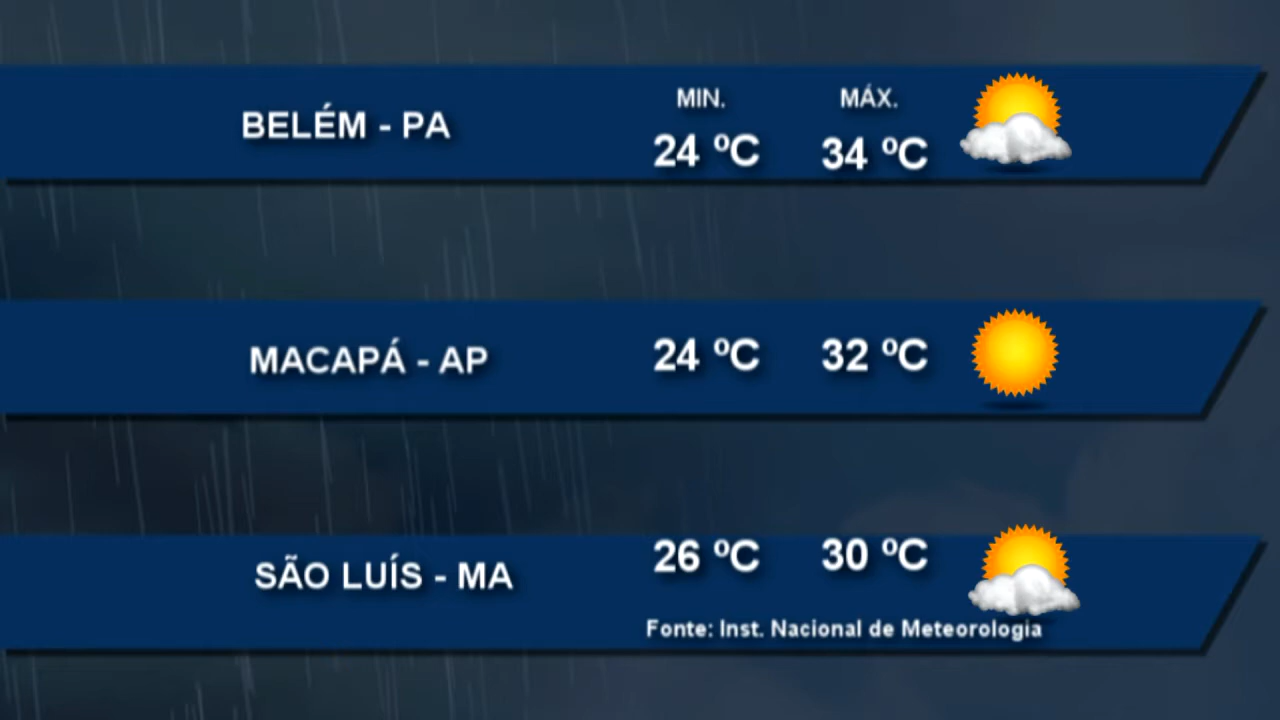 MIN. MÁX.
BELÉM - PA 24 ºC 34 ºC
MACAPÁ - AP 24 ºC 32 ºC
SÃO LUÍS - MA 26 ºC 30 ºC
Fonte: Inst. Nacional de Meteorologia